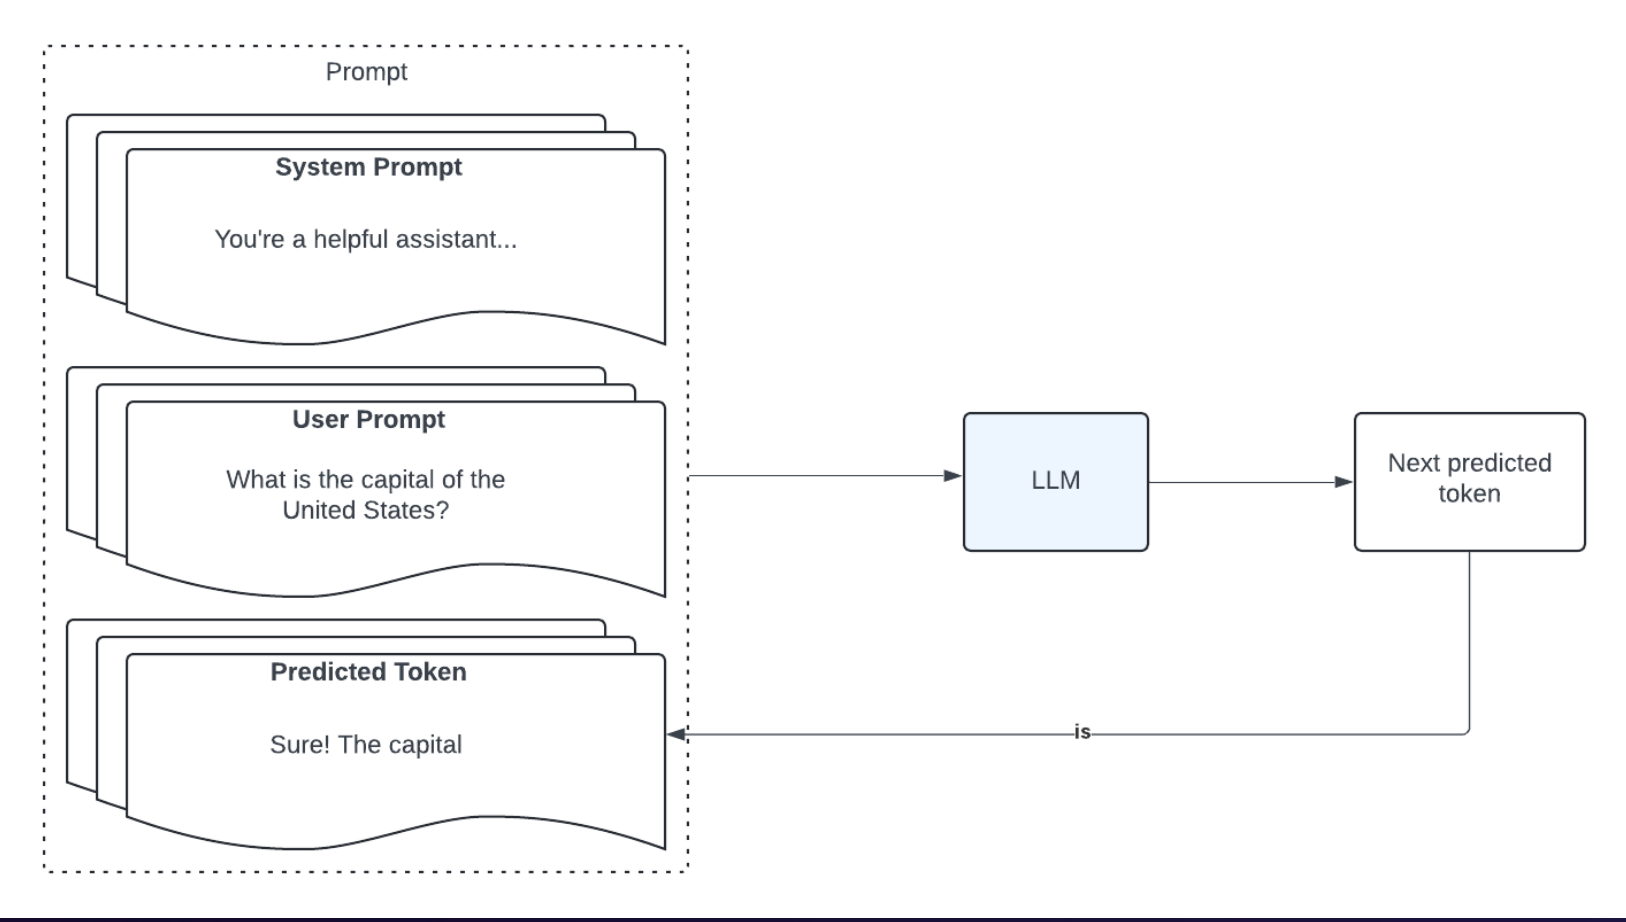 Prompt
System Prompt
You're a helpful assistant...
User Prompt
What is the capital of the
United States?
Predicted Token
Sure! The capital
LLM
Next predicted
token
is